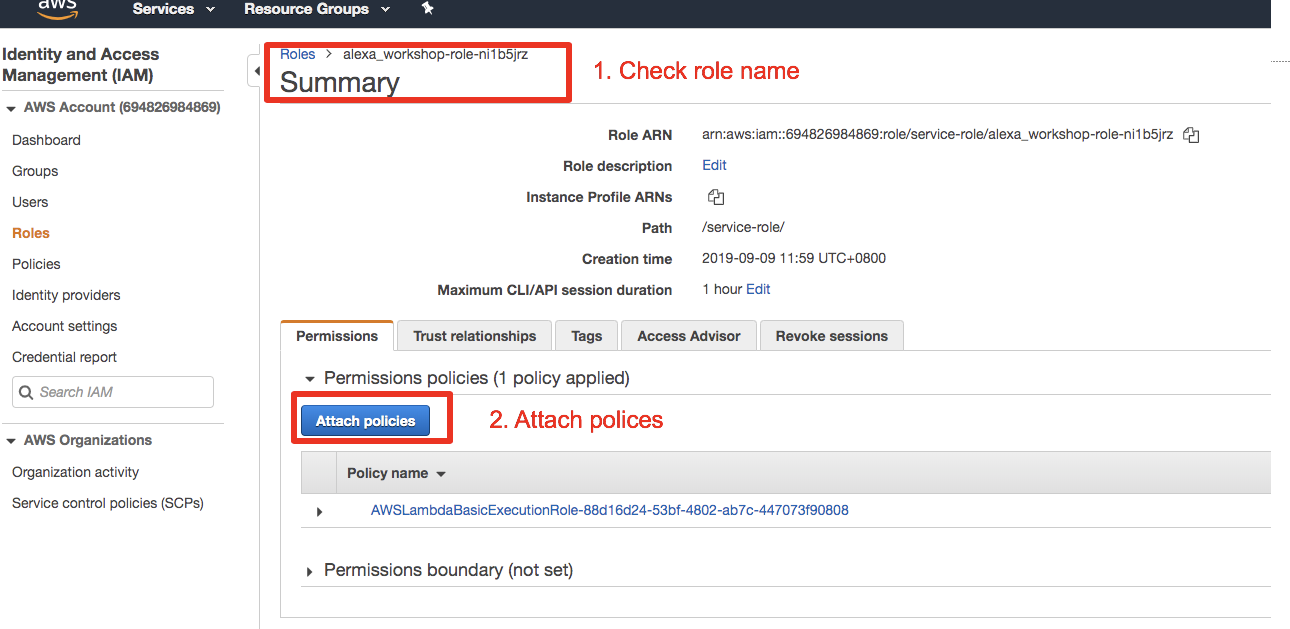 aws Services Resource Groups
Identity and Access
Management (IAM)
AWS Account (694826984869)
Dashboard
Groups
Users
Roles
Policies
Identity providers
Account settings
Credential report
Search IAM
AWS Organizations
Organization activity
Service control policies (SCPs)
Roles > alexa_workshop-role-ni1b5jrz
Summary
1. Check role name
Role ARN arn:aws:iam::694826984869:role/service-role/alexa_workshop-role-ni1b5jrz
Role description Edit
Instance Profile ARNs
Path /service-role/
Creation time 2019-09-09 11:59 UTC+0800
Maximum CLI/API session duration 1 hour Edit
Permissions Trust relationships Tags Access Advisor Revoke sessions
Permissions policies (1 policy applied)
Attach policies
2. Attach polices
Policy name
AWSLambdaBasicExecutionRole-88d16d24-53bf-4802-ab7c-447073f90808
Permissions boundary (not set)